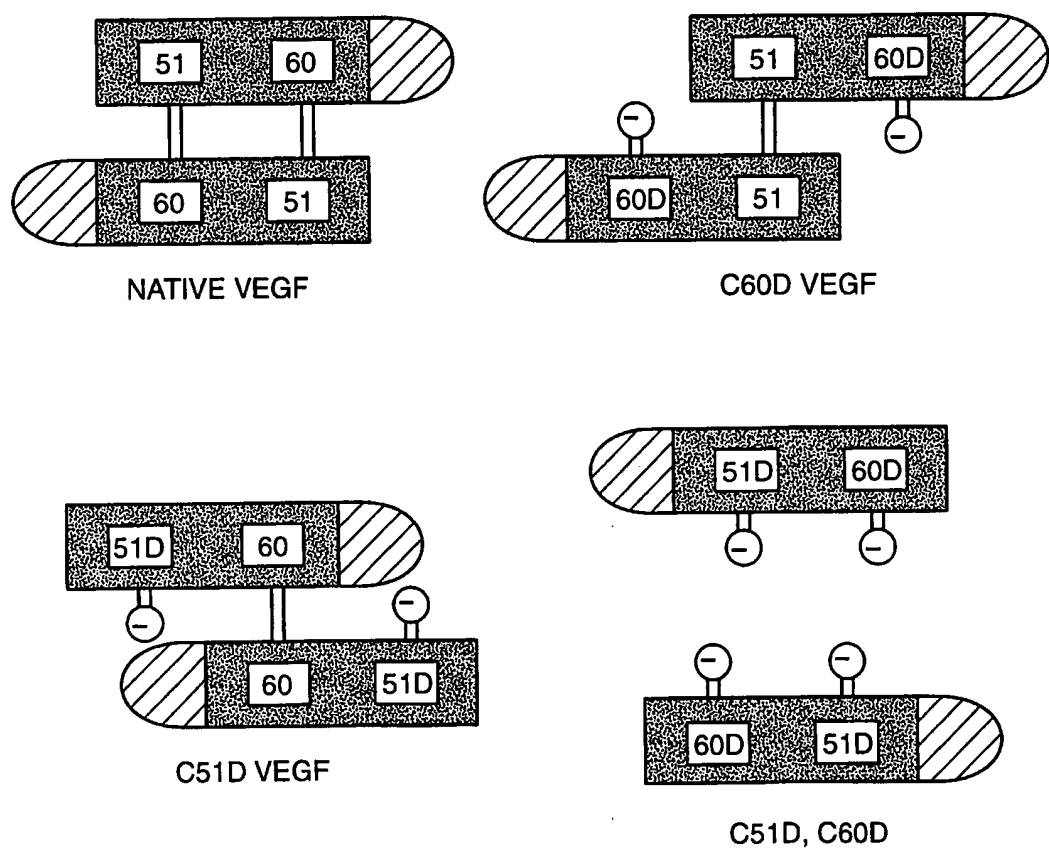 51 60
60 51
NATIVE VEGF
51 60D
60D 51
C60D VEGF
51D 60
60 51D
C51D VEGF
51D 60D
− −
− −
60D 51D
C51D, C60D